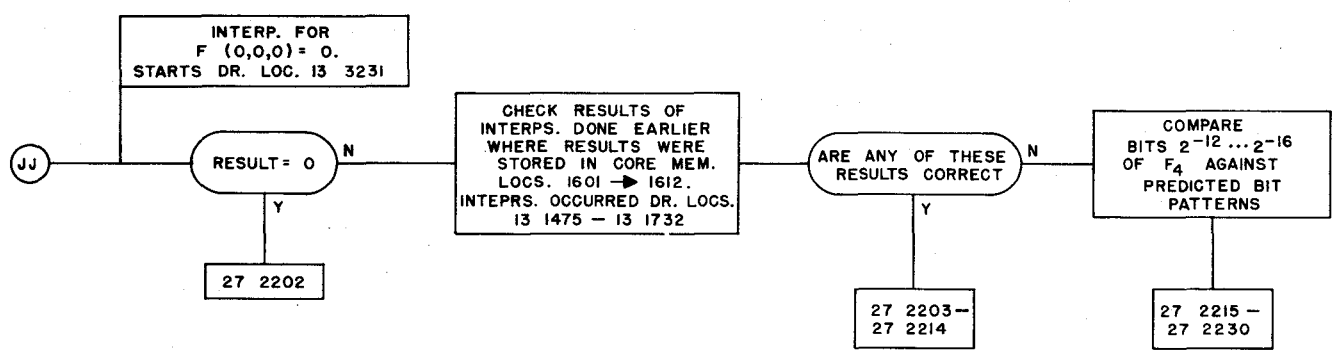 INTERP. FOR
F (0,0,0) = 0.
STARTS DR. LOC. 13 3231
JJ
RESULT = 0
N
Y
27 2202
CHECK RESULTS OF
INTERPS. DONE EARLIER
WHERE RESULTS WERE
STORED IN CORE MEM.
LOCS. 1601 → 1612.
INTEPRS. OCCURRED DR. LOCS.
13 1475 — 13 1732
ARE ANY OF THESE
RESULTS CORRECT
N
Y
27 2203—
27 2214
COMPARE
BITS 2⁻¹² ... 2⁻¹⁶
OF F₄ AGAINST
PREDICTED BIT
PATTERNS
27 2215 —
27 2230